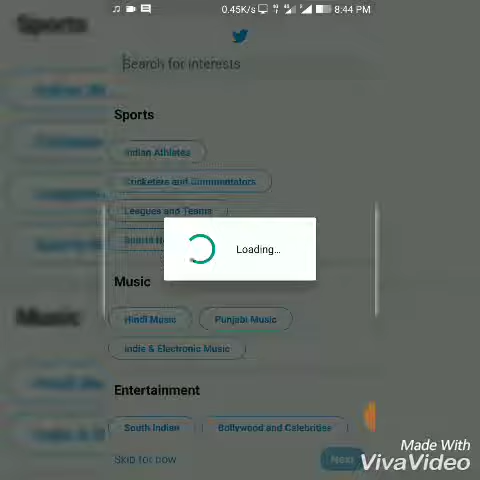 0.45K/s 8:44 PM
Search for interests
Sports
Indian Athletes
Cricketers and Commentators
Leagues and Teams
Sports
Loading...
Music
Hindi Music Punjabi Music
Indie & Electronic Music
Entertainment
South Indian Bollywood and Celebrities
Skip for now Next
Made With
VivaVideo